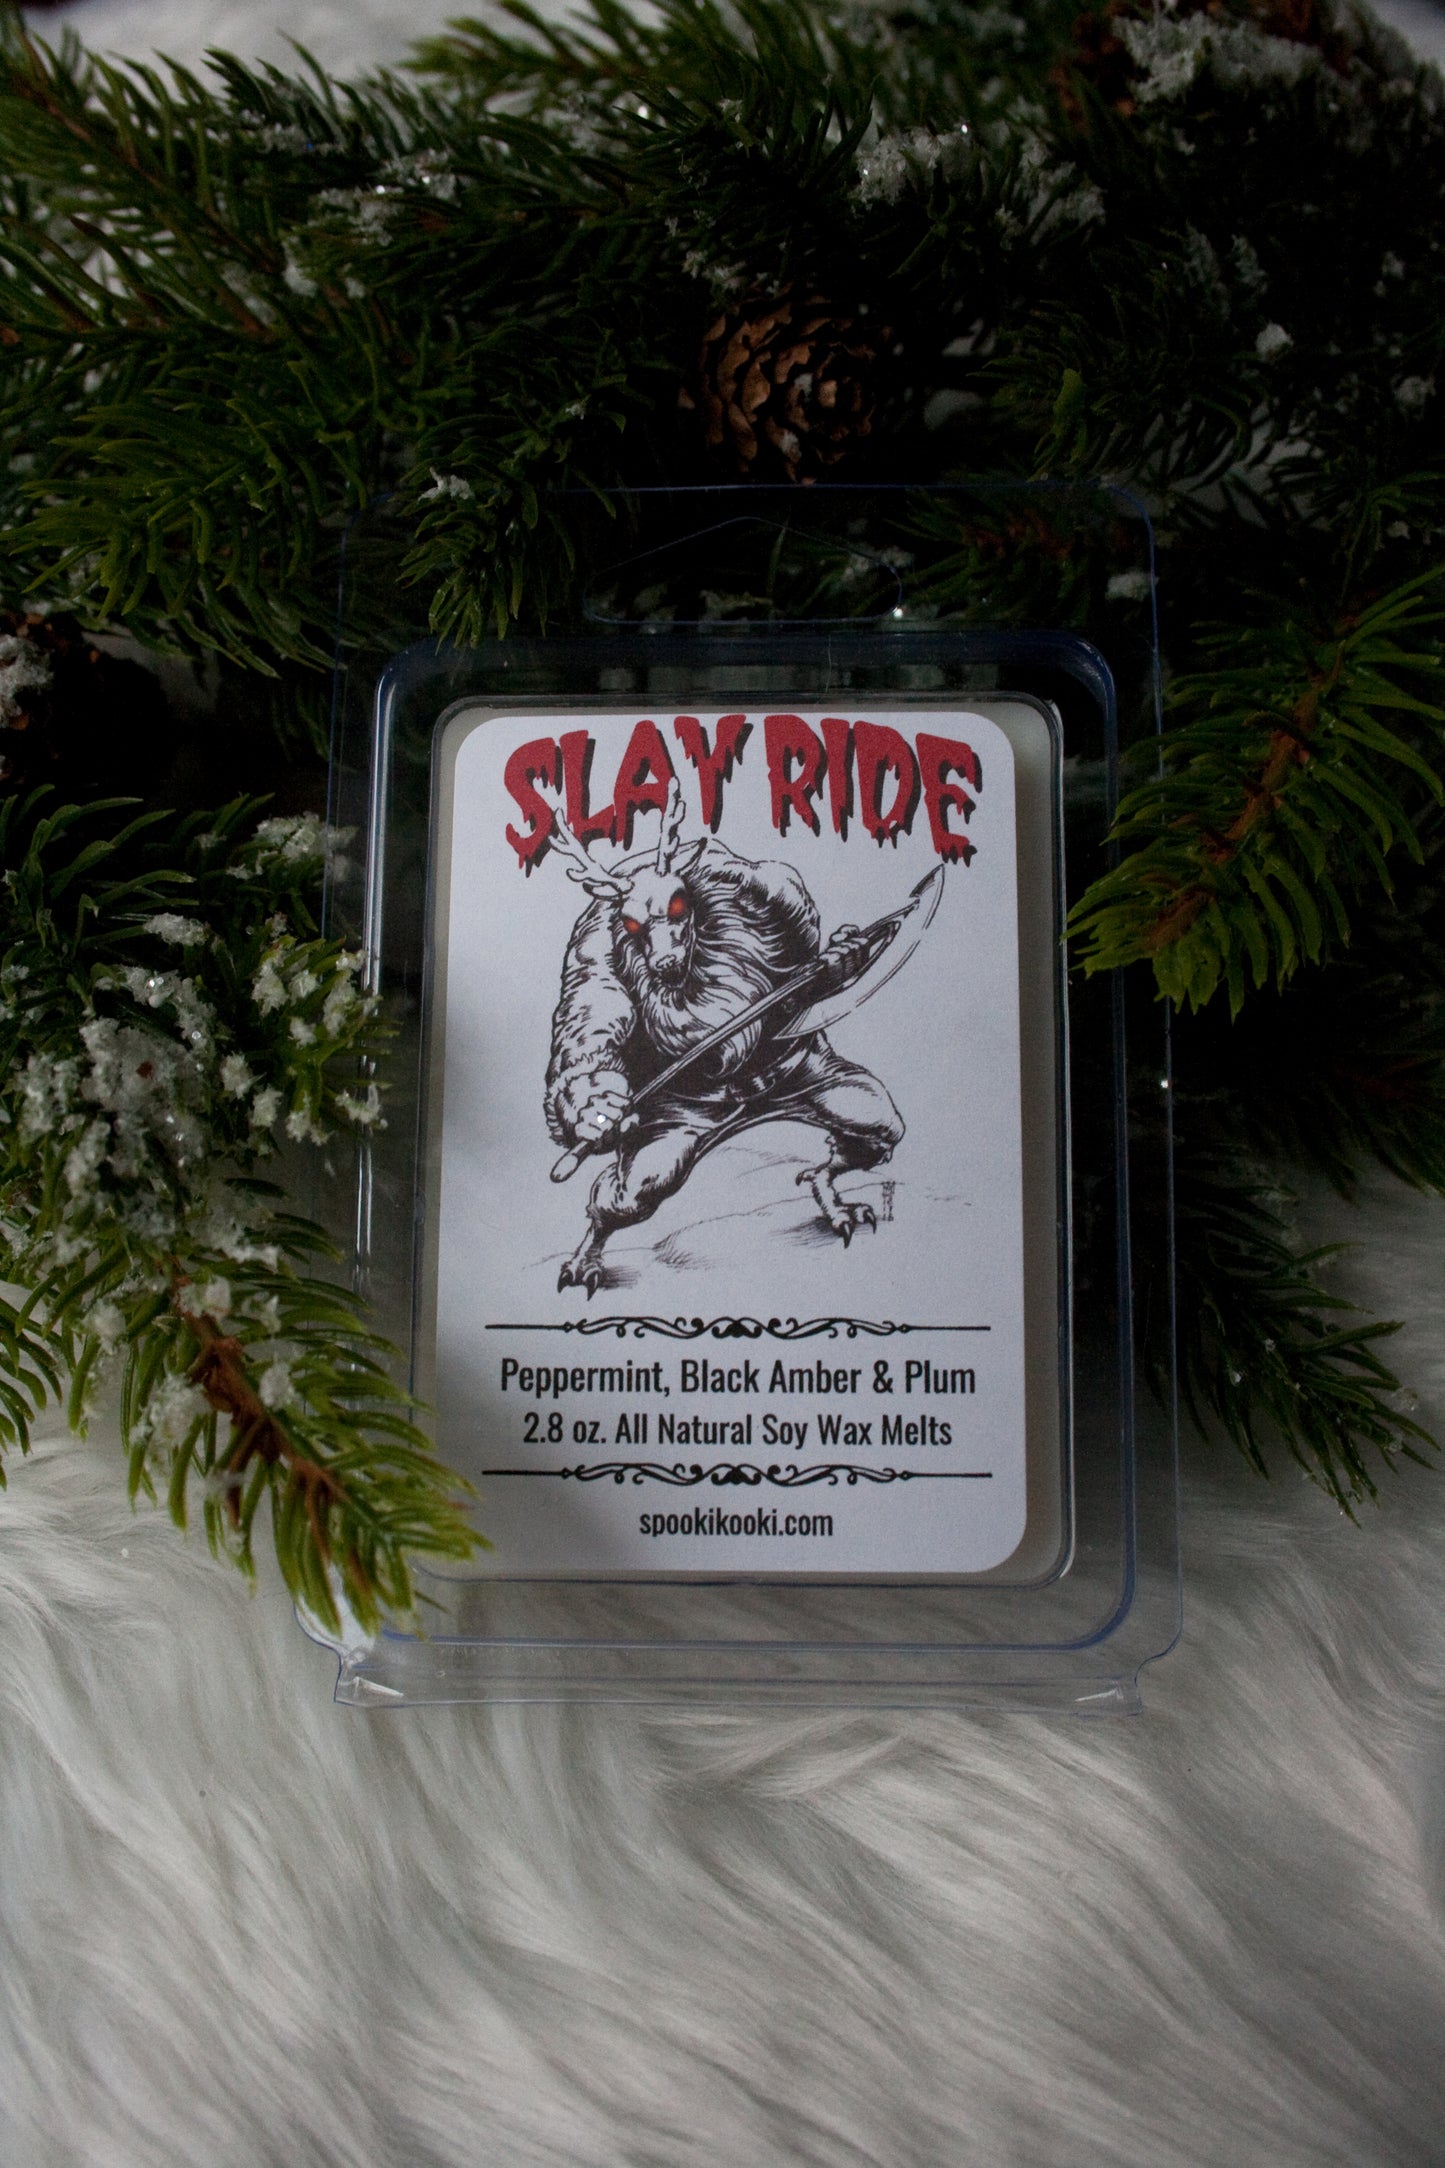 SLAY RIDE
Peppermint, Black Amber & Plum
2.8 oz. All Natural Soy Wax Melts
spookikooki.com